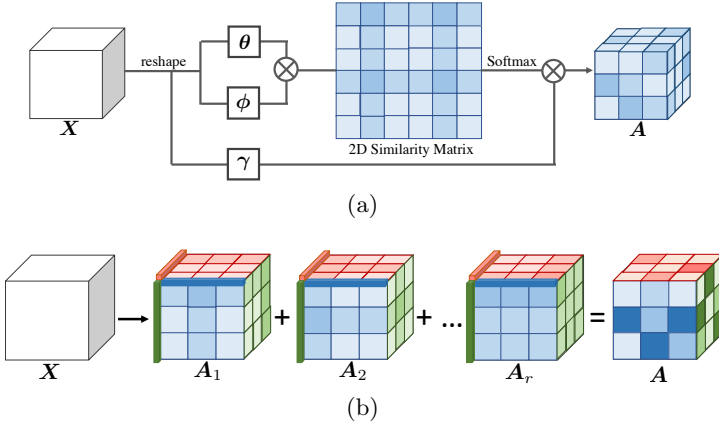 θ
reshape
Softmax
ϕ
X
A
2D Similarity Matrix
γ
(a)
+ + ... =
X A₁ A₂ Aᵣ A
(b)